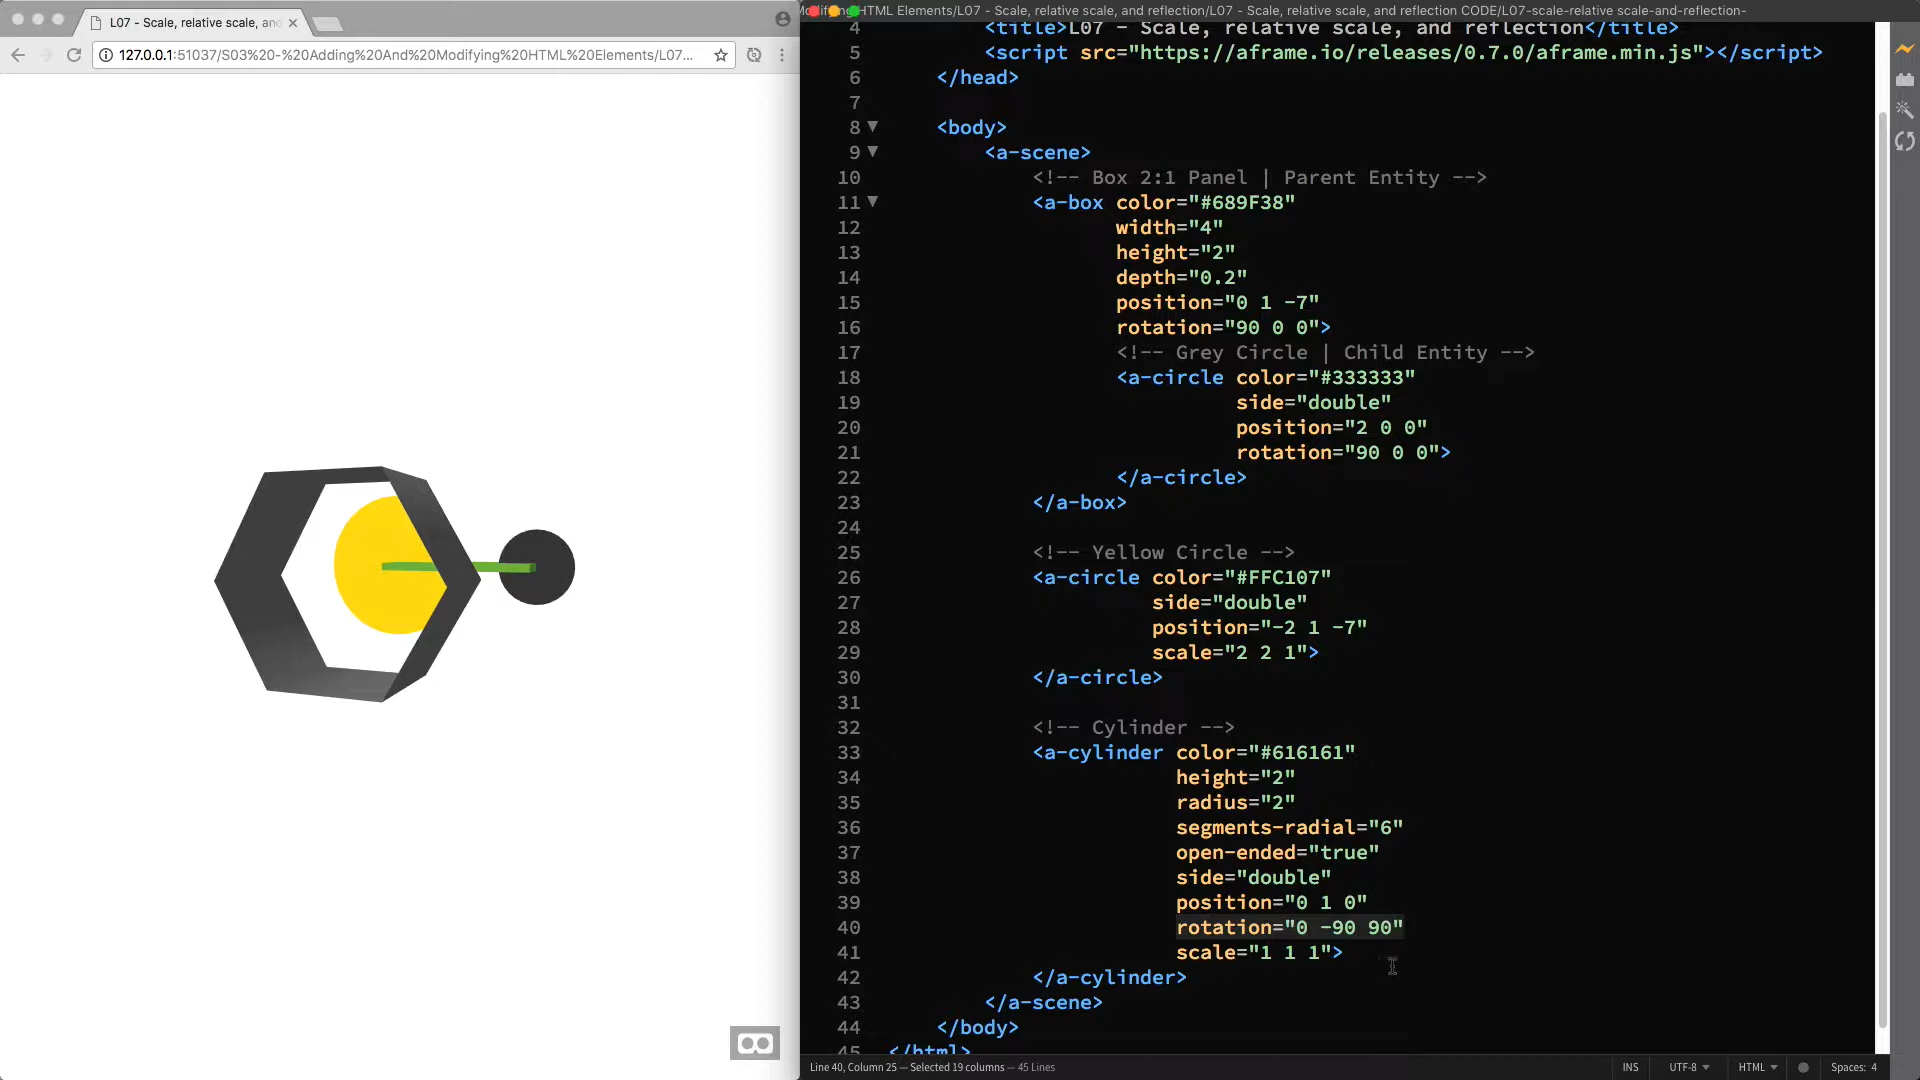 L07 - Scale, relative scale, and
127.0.0.1:51037/S03%20-%20Adding%20And%20Modifying%20HTML%20Elements/L07...
HTML Elements/L07 - Scale, relative scale, and reflection/L07 - Scale, relative scale, and reflection CODE/L07-scale-relative scale-and-reflection-
4 <title>L07 - Scale, relative scale, and reflection</title>
5 <script src="https://aframe.io/releases/0.7.0/aframe.min.js"></script>
6 </head>
7
8 <body>
9 <a-scene>
10 <!-- Box 2:1 Panel | Parent Entity -->
11 <a-box color="#689F38"
12 width="4"
13 height="2"
14 depth="0.2"
15 position="0 1 -7"
16 rotation="90 0 0">
17 <!-- Grey Circle | Child Entity -->
18 <a-circle color="#333333"
19 side="double"
20 position="2 0 0"
21 rotation="90 0 0">
22 </a-circle>
23 </a-box>
24
25 <!-- Yellow Circle -->
26 <a-circle color="#FFC107"
27 side="double"
28 position="-2 1 -7"
29 scale="2 2 1">
30 </a-circle>
31
32 <!-- Cylinder -->
33 <a-cylinder color="#616161"
34 height="2"
35 radius="2"
36 segments-radial="6"
37 open-ended="true"
38 side="double"
39 position="0 1 0"
40 rotation="0 -90 90"
41 scale="1 1 1">
42 </a-cylinder>
43 </a-scene>
44 </body>
45 </html>
Line 40, Column 25 — Selected 19 columns — 45 Lines
INS UTF-8 HTML Spaces: 4